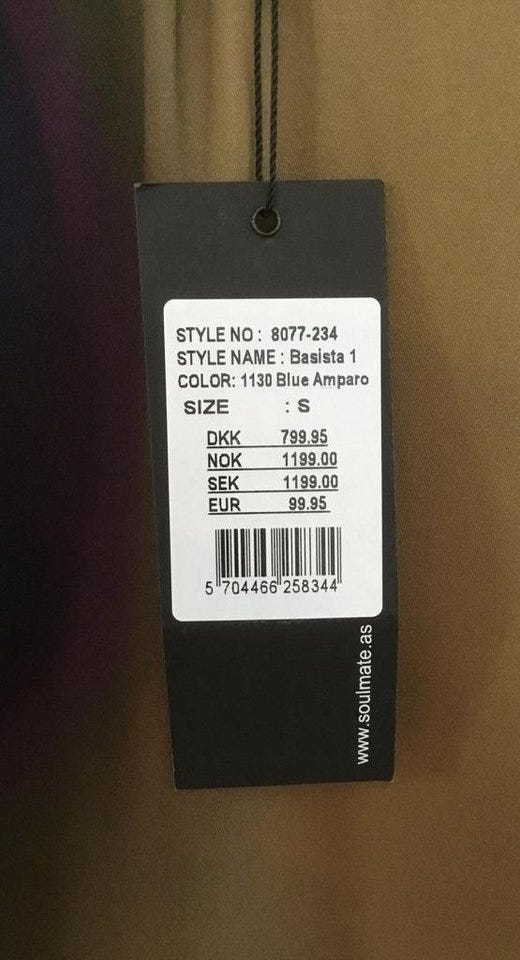 STYLE NO : 8077-234
STYLE NAME : Basista 1
COLOR: 1130 Blue Amparo
SIZE : S
DKK 799.95
NOK 1199.00
SEK 1199.00
EUR 99.95
5 704466 258344
www.soulmate.as